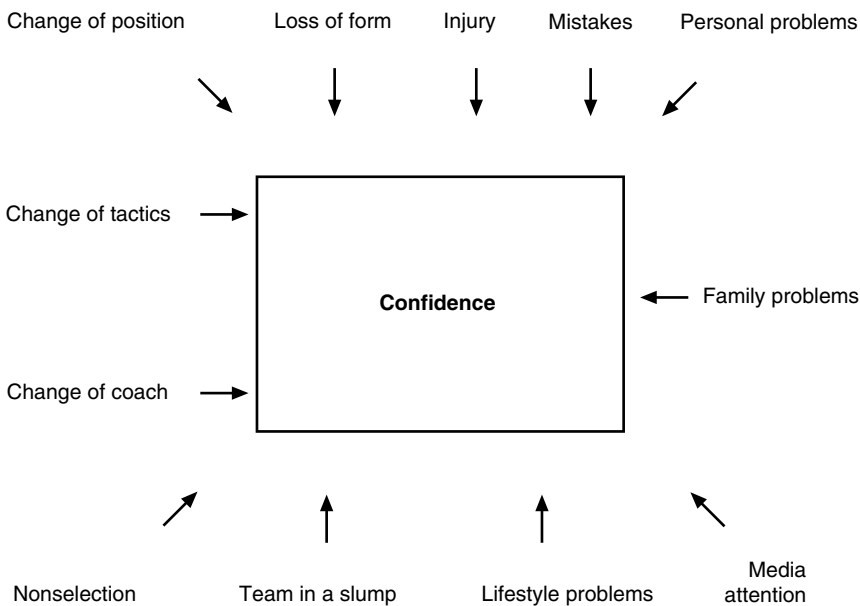 Change of position
Loss of form
Injury
Mistakes
Personal problems
Change of tactics
Confidence
Family problems
Change of coach
Nonselection
Team in a slump
Lifestyle problems
Media
attention